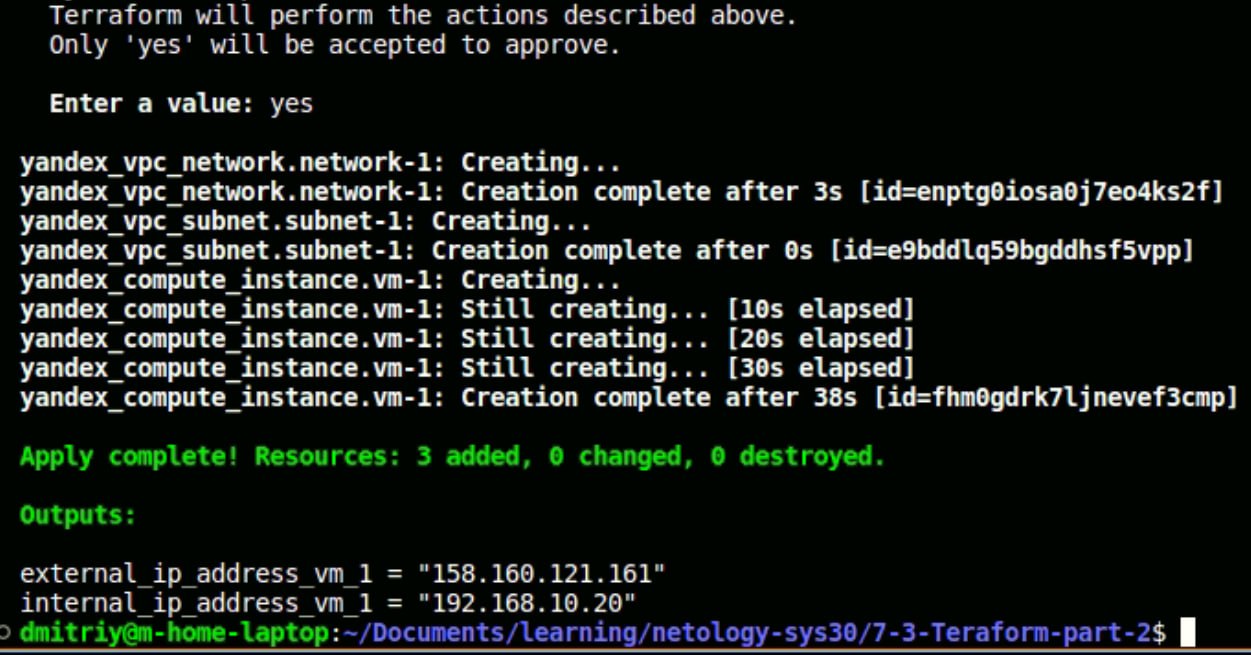 Terraform will perform the actions described above.
Only 'yes' will be accepted to approve.
Enter a value: yes
yandex_vpc_network.network-1: Creating...
yandex_vpc_network.network-1: Creation complete after 3s [id=enptg0iosa0j7eo4ks2f]
yandex_vpc_subnet.subnet-1: Creating...
yandex_vpc_subnet.subnet-1: Creation complete after 0s [id=e9bddlq59bgddhsf5vpp]
yandex_compute_instance.vm-1: Creating...
yandex_compute_instance.vm-1: Still creating... [10s elapsed]
yandex_compute_instance.vm-1: Still creating... [20s elapsed]
yandex_compute_instance.vm-1: Still creating... [30s elapsed]
yandex_compute_instance.vm-1: Creation complete after 38s [id=fhm0gdrk7ljnevef3cmp]
Apply complete! Resources: 3 added, 0 changed, 0 destroyed.
Outputs:
external_ip_address_vm_1 = "158.160.121.161"
internal_ip_address_vm_1 = "192.168.10.20"
dmitriy@m-home-laptop:~/Documents/learning/netology-sys30/7-3-Teraform-part-2$